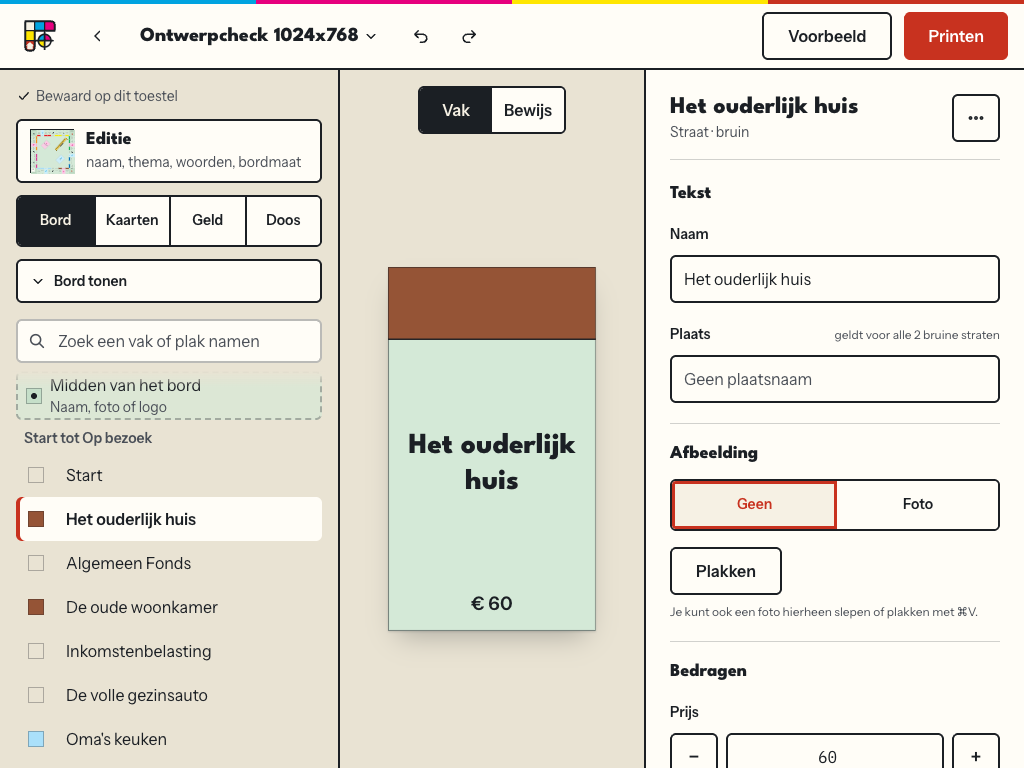 Ontwerpcheck 1024x768
Voorbeeld
Printen
Bewaard op dit toestel
Editie
naam, thema, woorden, bordmaat
Bord
Kaarten
Geld
Doos
Bord tonen
Zoek een vak of plak namen
Midden van het bord
Naam, foto of logo
Start tot Op bezoek
Start
Het ouderlijk huis
Algemeen Fonds
De oude woonkamer
Inkomstenbelasting
De volle gezinsauto
Oma's keuken
Vak
Bewijs
Het ouderlijk
huis
€ 60
Het ouderlijk huis
Straat · bruin
Tekst
Naam
Het ouderlijk huis
Plaats
geldt voor alle 2 bruine straten
Geen plaatsnaam
Afbeelding
Geen
Foto
Plakken
Je kunt ook een foto hierheen slepen of plakken met ⌘V.
Bedragen
Prijs
− 60 +